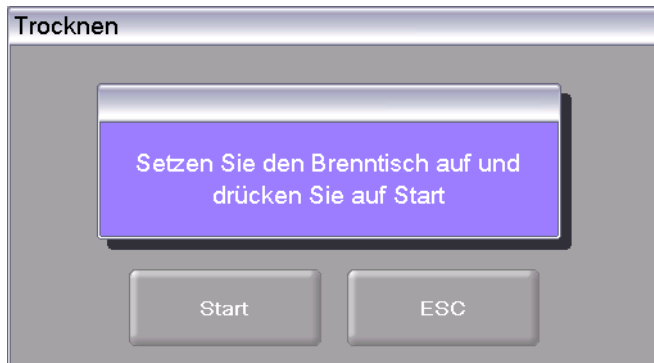 Trocknen
Setzen Sie den Brenntisch auf und
drücken Sie auf Start
Start
ESC